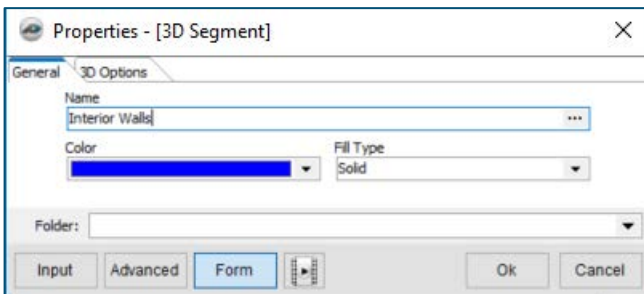 Properties - [3D Segment]
General 3D Options
Name
Interior Walls
...
Color Fill Type
Solid
Folder:
Input Advanced Form Ok Cancel